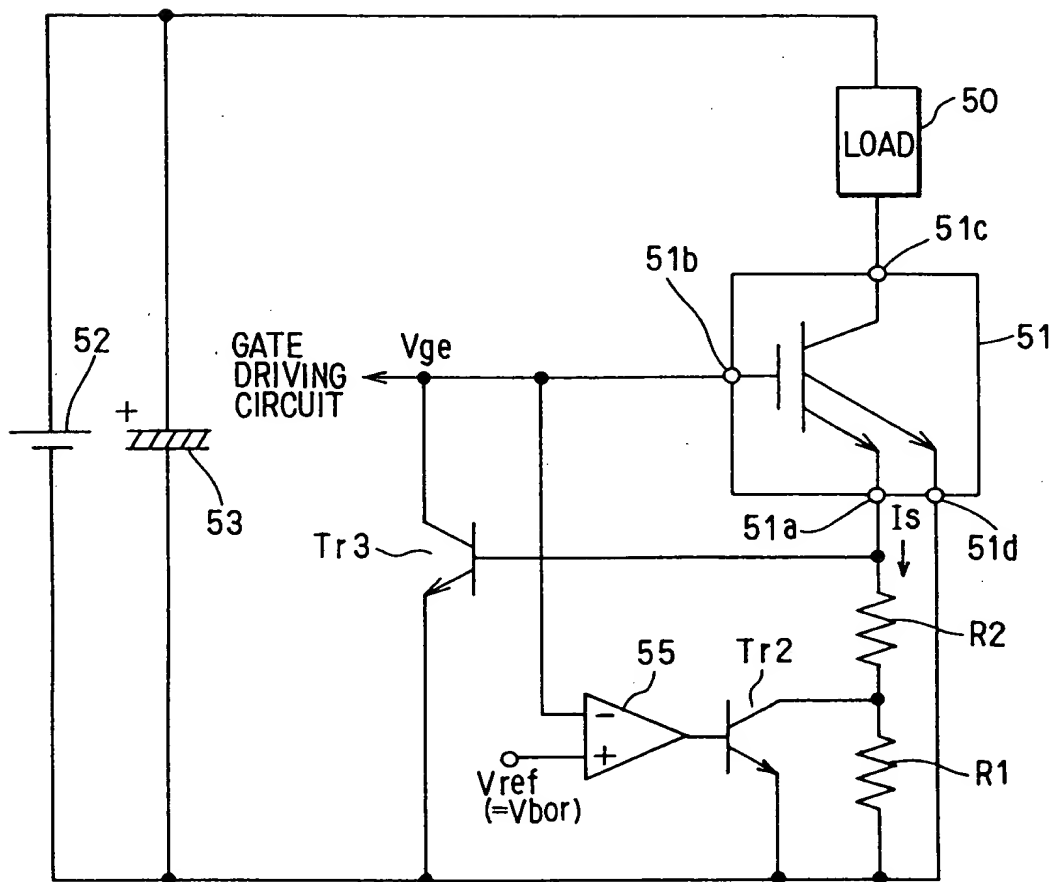 50
LOAD
51c
51b
51
52
GATE
DRIVING
CIRCUIT
Vge
+
53
51a
Is
51d
Tr3
R2
55
Tr2
−
+
Vref
(=Vbor)
R1